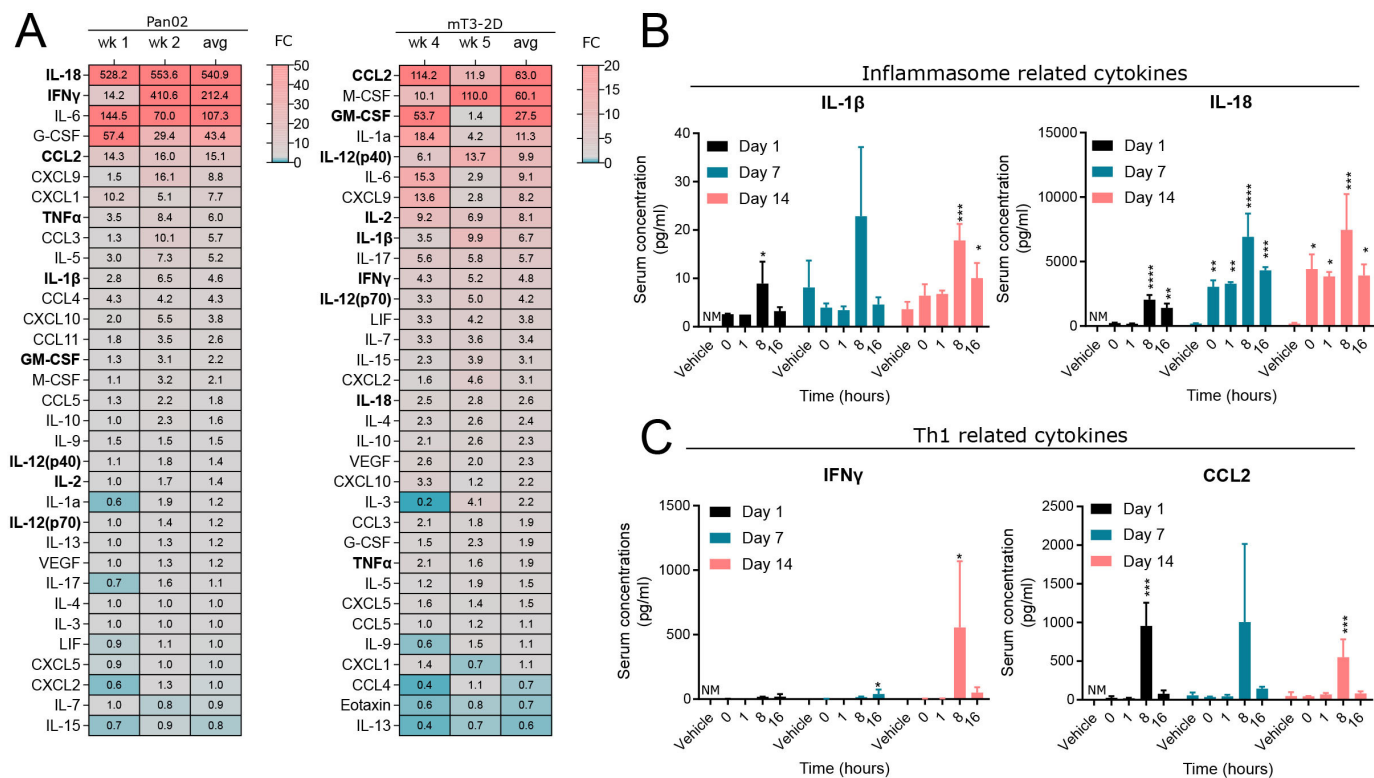 A
Pan02
wk 1 wk 2 avg
FC
IL-18 528.2 553.6 540.9
IFNγ 14.2 410.6 212.4
IL-6 144.5 70.0 107.3
G-CSF 57.4 29.4 43.4
CCL2 14.3 16.0 15.1
CXCL9 1.5 16.1 8.8
CXCL1 10.2 5.1 7.7
TNFα 3.5 8.4 6.0
CCL3 1.3 10.1 5.7
IL-5 3.0 7.3 5.2
IL-1β 2.8 6.5 4.6
CCL4 4.3 4.2 4.3
CXCL10 2.0 5.5 3.8
CCL11 1.8 3.5 2.6
GM-CSF 1.3 3.1 2.2
M-CSF 1.1 3.2 2.1
CCL5 1.3 2.2 1.8
IL-10 1.0 2.3 1.6
IL-9 1.5 1.5 1.5
IL-12(p40) 1.1 1.8 1.4
IL-2 1.0 1.7 1.4
IL-1a 0.6 1.9 1.2
IL-12(p70) 1.0 1.4 1.2
IL-13 1.0 1.3 1.2
VEGF 1.0 1.3 1.2
IL-17 0.7 1.6 1.1
IL-4 1.0 1.0 1.0
IL-3 1.0 1.0 1.0
LIF 0.9 1.1 1.0
CXCL5 0.9 1.0 1.0
CXCL2 0.6 1.3 1.0
IL-7 1.0 0.8 0.9
IL-15 0.7 0.9 0.8
50
40
30
20
10
0
mT3-2D
wk 4 wk 5 avg
FC
CCL2 114.2 11.9 63.0
M-CSF 10.1 110.0 60.1
GM-CSF 53.7 1.4 27.5
IL-1a 18.4 4.2 11.3
IL-12(p40) 6.1 13.7 9.9
IL-6 15.3 2.9 9.1
CXCL9 13.6 2.8 8.2
IL-2 9.2 6.9 8.1
IL-1β 3.5 9.9 6.7
IL-17 5.6 5.8 5.7
IFNγ 4.3 5.2 4.8
IL-12(p70) 3.3 5.0 4.2
LIF 3.3 4.2 3.8
IL-7 3.3 3.6 3.4
IL-15 2.3 3.9 3.1
CXCL2 1.6 4.6 3.1
IL-18 2.5 2.8 2.6
IL-4 2.3 2.6 2.4
IL-10 2.1 2.6 2.3
VEGF 2.6 2.0 2.3
CXCL10 3.3 1.2 2.2
IL-3 0.2 4.1 2.2
CCL3 2.1 1.8 1.9
G-CSF 1.5 2.3 1.9
TNFα 2.1 1.6 1.9
IL-5 1.2 1.9 1.5
CXCL5 1.6 1.4 1.5
CCL5 1.0 1.2 1.1
IL-9 0.6 1.5 1.1
CXCL1 1.4 0.7 1.1
CCL4 0.4 1.1 0.7
Eotaxin 0.6 0.8 0.7
IL-13 0.4 0.7 0.6
20
15
10
5
0
B
Inflammasome related cytokines
IL-1β
Serum concentration
(pg/ml)
40
30
20
10
0
Day 1
Day 7
Day 14
NM
*
***
*
Vehicle 0 1 8 16 Vehicle 0 1 8 16 Vehicle 0 1 8 16
Time (hours)
IL-18
Serum concentration
(pg/ml)
15000
10000
5000
0
Day 1
Day 7
Day 14
NM
**** ** ** ** **** *** * * *** *
Vehicle 0 1 8 16 Vehicle 0 1 8 16 Vehicle 0 1 8 16
Time (hours)
C
Th1 related cytokines
IFNγ
Serum concentrations
(pg/ml)
1500
1000
500
0
Day 1
Day 7
Day 14
NM
*
*
Vehicle 0 1 8 16 Vehicle 0 1 8 16 Vehicle 0 1 8 16
Time (hours)
CCL2
Serum concentrations
(pg/ml)
2500
2000
1500
1000
500
0
Day 1
Day 7
Day 14
NM
***
***
Vehicle 0 1 8 16 Vehicle 0 1 8 16 Vehicle 0 1 8 16
Time (hours)